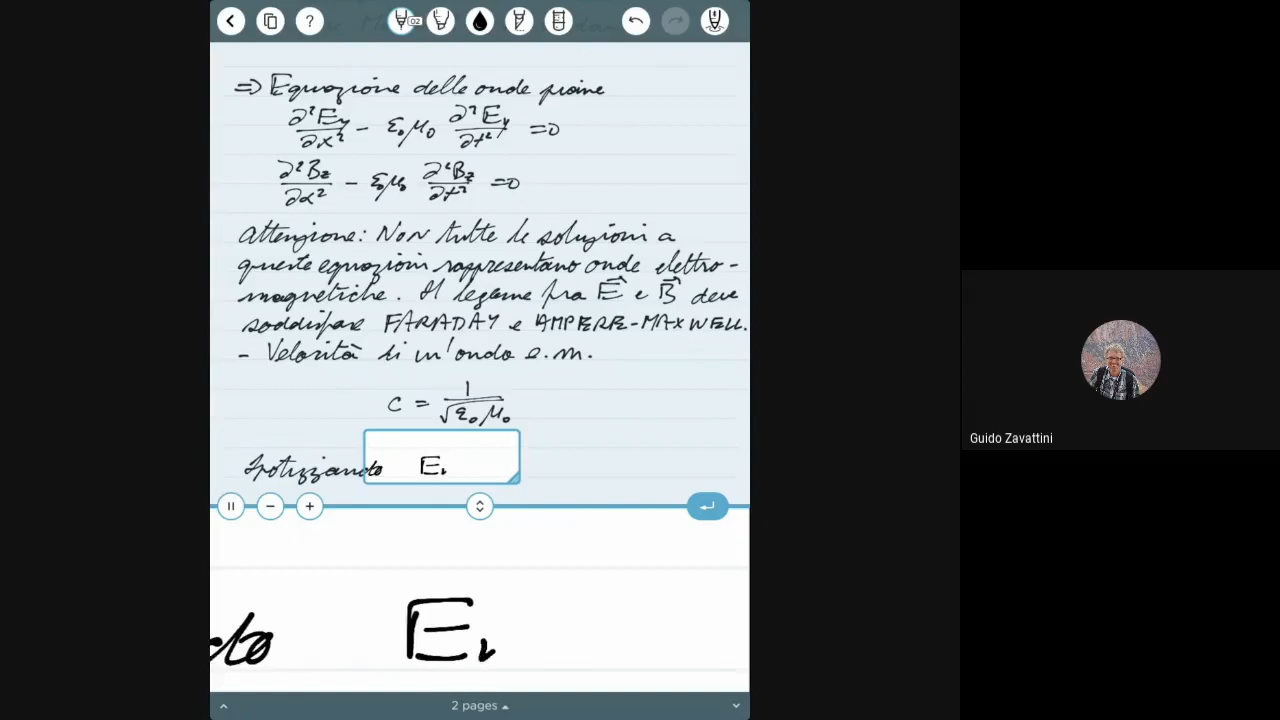 02
=> Equazione delle onde piane
∂²Ey/∂x² - ε₀μ₀ ∂²Ey/∂t² = 0
∂²Bz/∂x² - ε₀μ₀ ∂²Bz/∂t² = 0
Attenzione: NON tutte le soluzioni a
queste equazioni rappresentano onde elettro-
magnetiche. Il legame fra E⃗ e B⃗ deve
soddisfare FARADAY e AMPERE-MAXWELL.
- Velocità di un'onda e.m.
c = 1/√ε₀μ₀
Ipotizzando E
do E
2 pages
Guido Zavattini